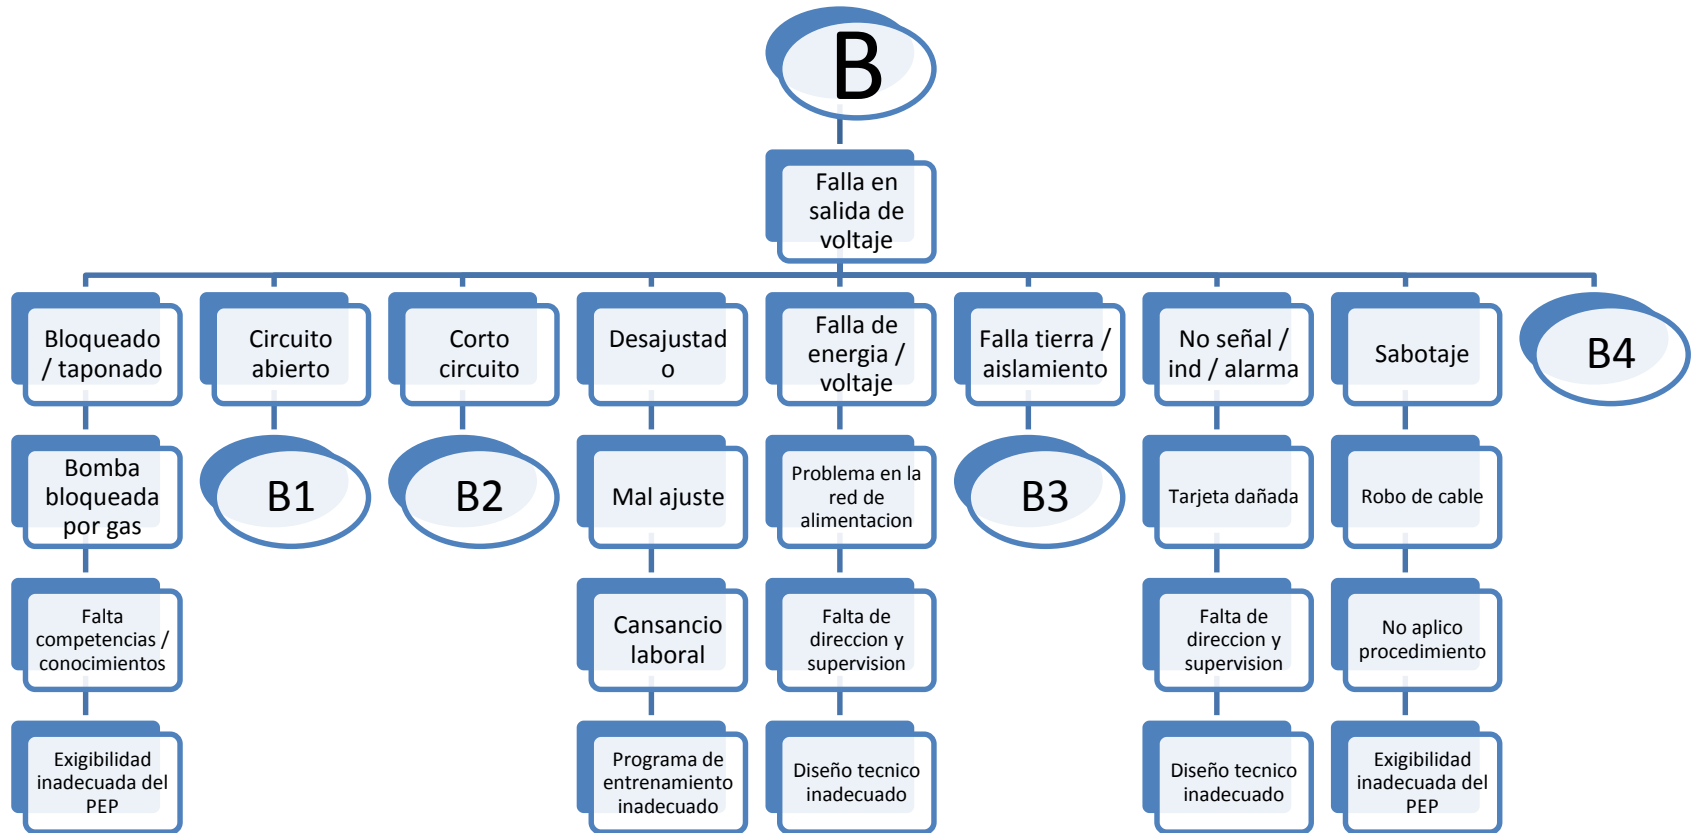 B
Falla en
salida de
voltaje
Bloqueado
/ taponado
Circuito
abierto
Corto
circuito
Desajustad
o
Falla de
energia /
voltaje
Falla tierra /
aislamiento
No señal /
ind / alarma
Sabotaje
B4
Bomba
bloqueada
por gas
B1
B2
Mal ajuste
Problema en la
red de
alimentacion
B3
Tarjeta dañada
Robo de cable
Falta
competencias /
conocimientos
Cansancio
laboral
Falta de
direccion y
supervision
Falta de
direccion y
supervision
No aplico
procedimiento
Exigibilidad
inadecuada del
PEP
Programa de
entrenamiento
inadecuado
Diseño tecnico
inadecuado
Diseño tecnico
inadecuado
Exigibilidad
inadecuada del
PEP